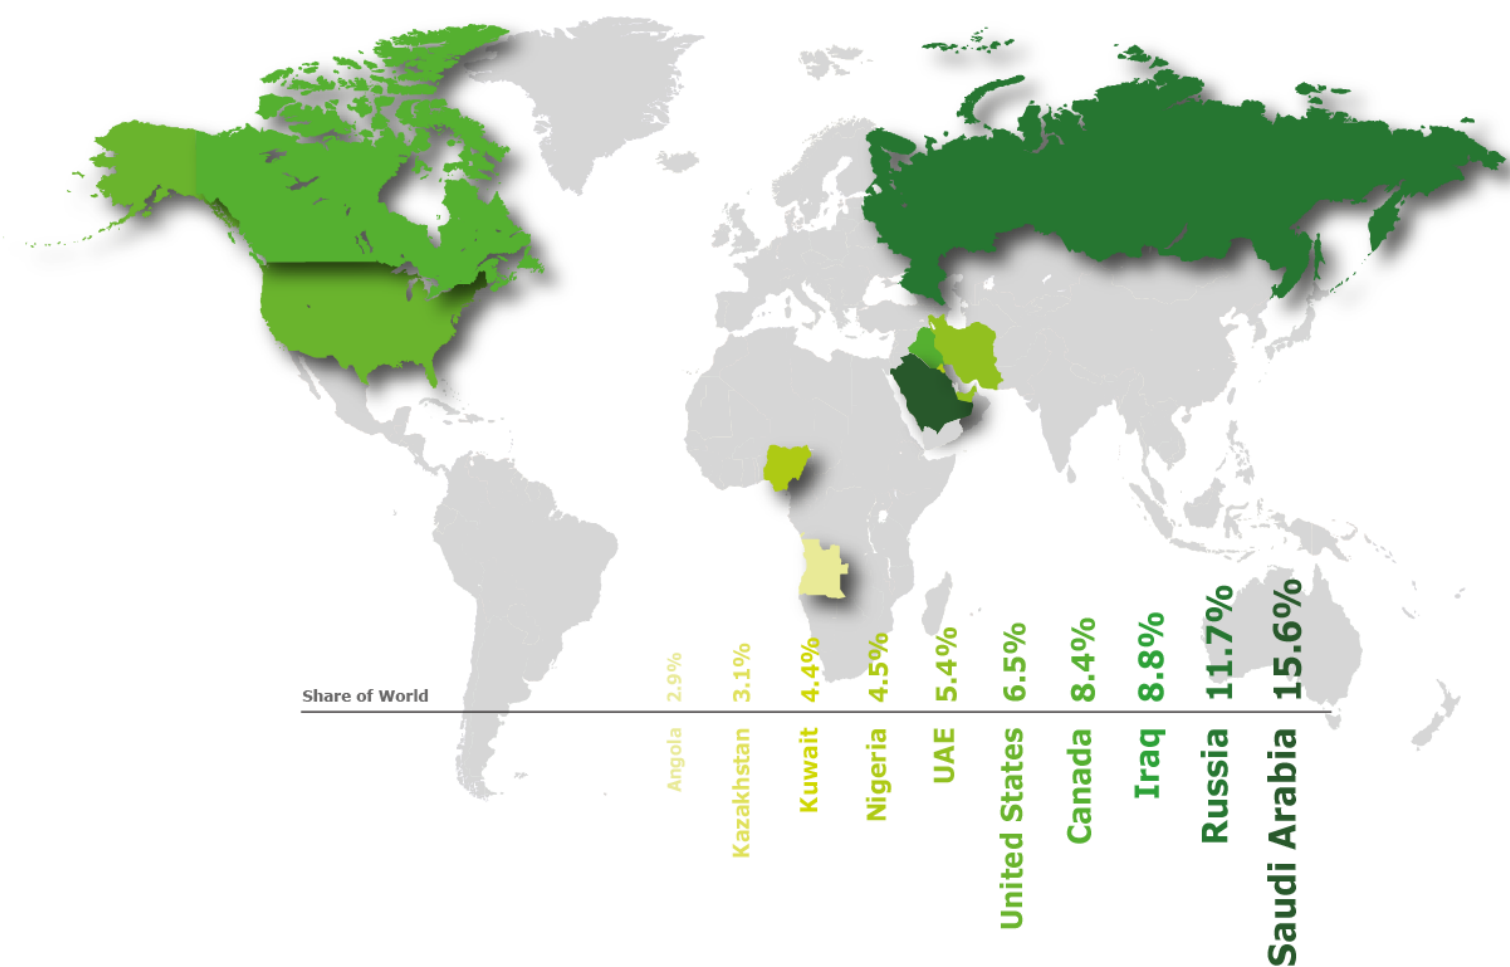 Share of World
2.9%
3.1%
4.4%
4.5%
5.4%
6.5%
8.4%
8.8%
11.7%
15.6%
Angola
Kazakhstan
Kuwait
Nigeria
UAE
United States
Canada
Iraq
Russia
Saudi Arabia